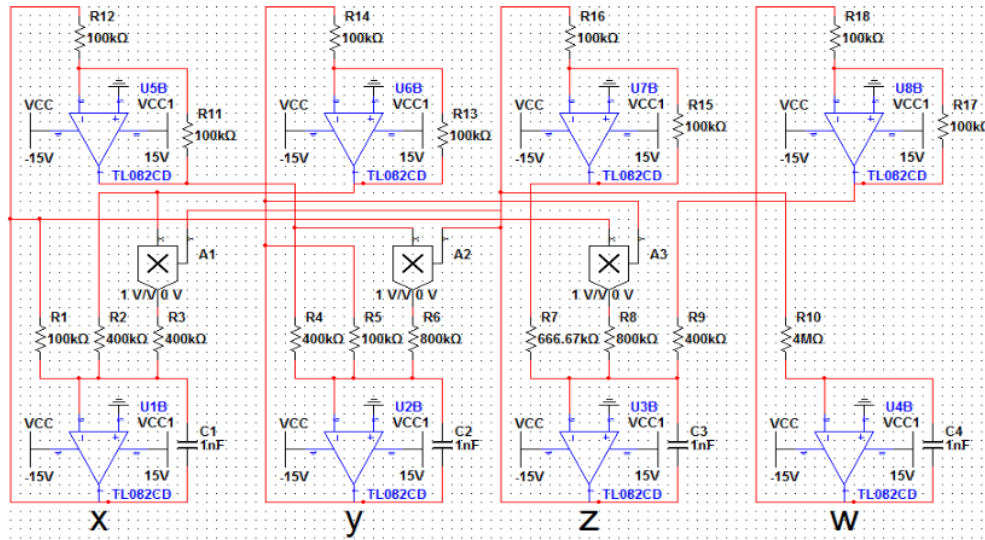 R12
100kΩ
R14
100kΩ
R16
100kΩ
R18
100kΩ
VCC
U5B
VCC1
R11
100kΩ
-15V
15V
TL082CD
VCC
U6B
VCC1
R13
100kΩ
-15V
15V
TL082CD
VCC
U7B
VCC1
R15
100kΩ
-15V
15V
TL082CD
VCC
U8B
VCC1
R17
100kΩ
-15V
15V
TL082CD
X
Y
A1
1 V/V 0 V
X
Y
A2
1 V/V 0 V
X
Y
A3
1 V/V 0 V
R1
100kΩ
R2
400kΩ
R3
400kΩ
R4
400kΩ
R5
100kΩ
R6
800kΩ
R7
666.67kΩ
R8
800kΩ
R9
400kΩ
R10
4MΩ
VCC
U1B
VCC1
C1
1nF
-15V
15V
TL082CD
VCC
U2B
VCC1
C2
1nF
-15V
15V
TL082CD
VCC
U3B
VCC1
C3
1nF
-15V
15V
TL082CD
VCC
U4B
VCC1
C4
1nF
-15V
15V
TL082CD
x y z w